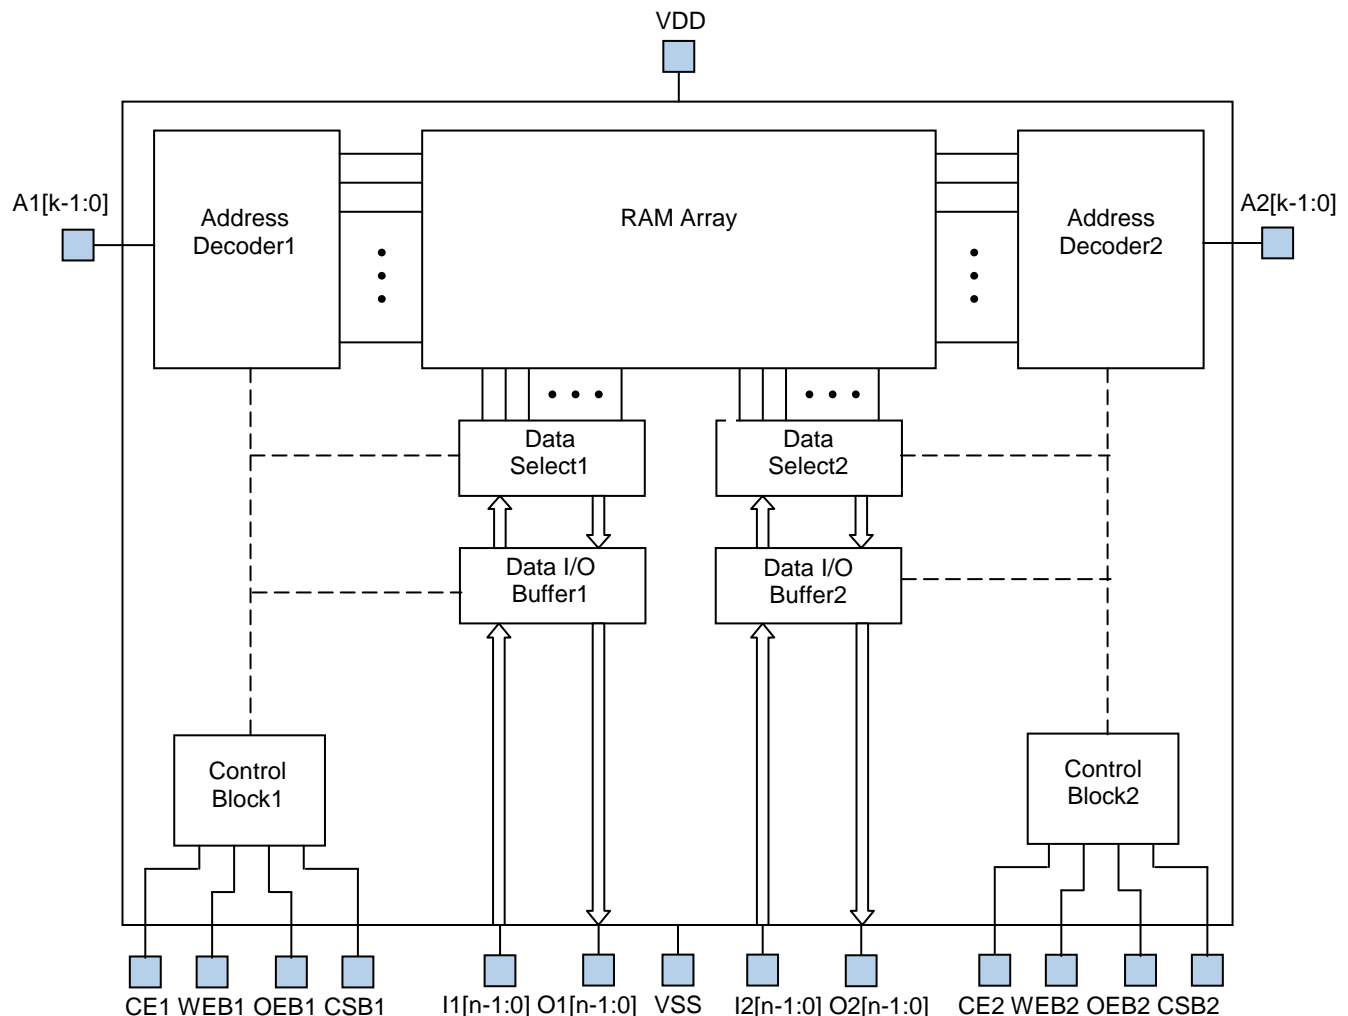 VDD
A1[k-1:0]
Address
Decoder1
RAM Array
Address
Decoder2
A2[k-1:0]
Data
Select1
Data
Select2
Data I/O
Buffer1
Data I/O
Buffer2
Control
Block1
Control
Block2
CE1 WEB1 OEB1 CSB1 I1[n-1:0] O1[n-1:0] VSS I2[n-1:0] O2[n-1:0] CE2 WEB2 OEB2 CSB2